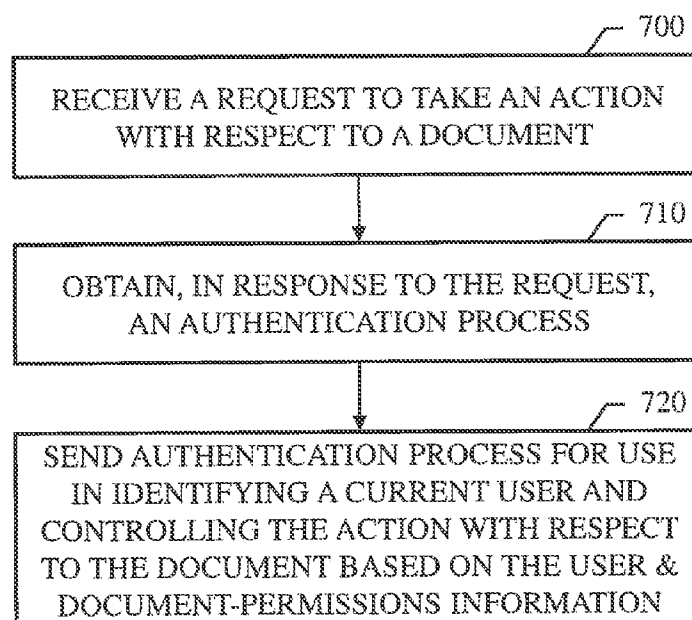 700
RECEIVE A REQUEST TO TAKE AN ACTION
WITH RESPECT TO A DOCUMENT
710
OBTAIN, IN RESPONSE TO THE REQUEST,
AN AUTHENTICATION PROCESS
720
SEND AUTHENTICATION PROCESS FOR USE
IN IDENTIFYING A CURRENT USER AND
CONTROLLING THE ACTION WITH RESPECT
TO THE DOCUMENT BASED ON THE USER &
DOCUMENT-PERMISSIONS INFORMATION